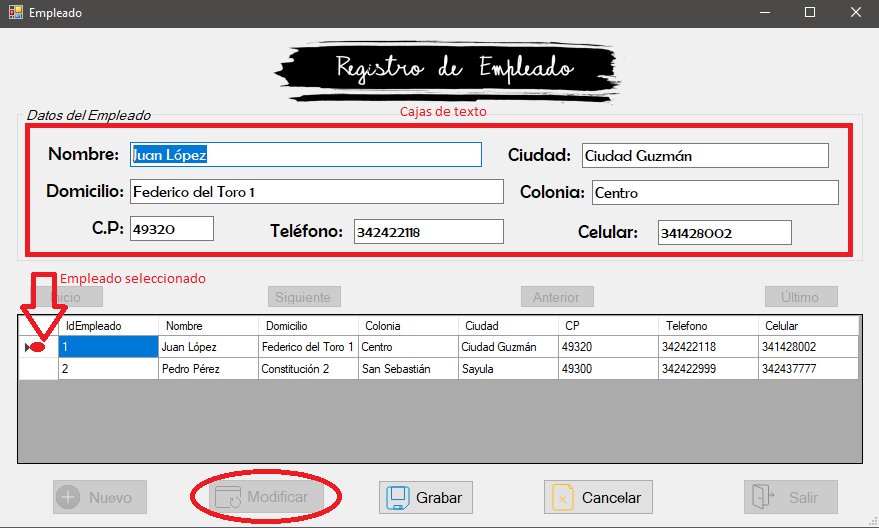 Empleado
Registro de Empleado
Datos del Empleado
Cajas de texto
Nombre: Juan López Ciudad: Ciudad Guzmán
Domicilio: Federico del Toro 1 Colonia: Centro
C.P: 49320 Teléfono: 342422118 Celular: 341428002
Empleado seleccionado
Inicio Siguiente Anterior Último
IdEmpleado Nombre Domicilio Colonia Ciudad CP Telefono Celular
1 Juan López Federico del Toro 1 Centro Ciudad Guzmán 49320 342422118 341428002
2 Pedro Pérez Constitución 2 San Sebastián Sayula 49300 342422999 342437777
Nuevo Modificar Grabar Cancelar Salir